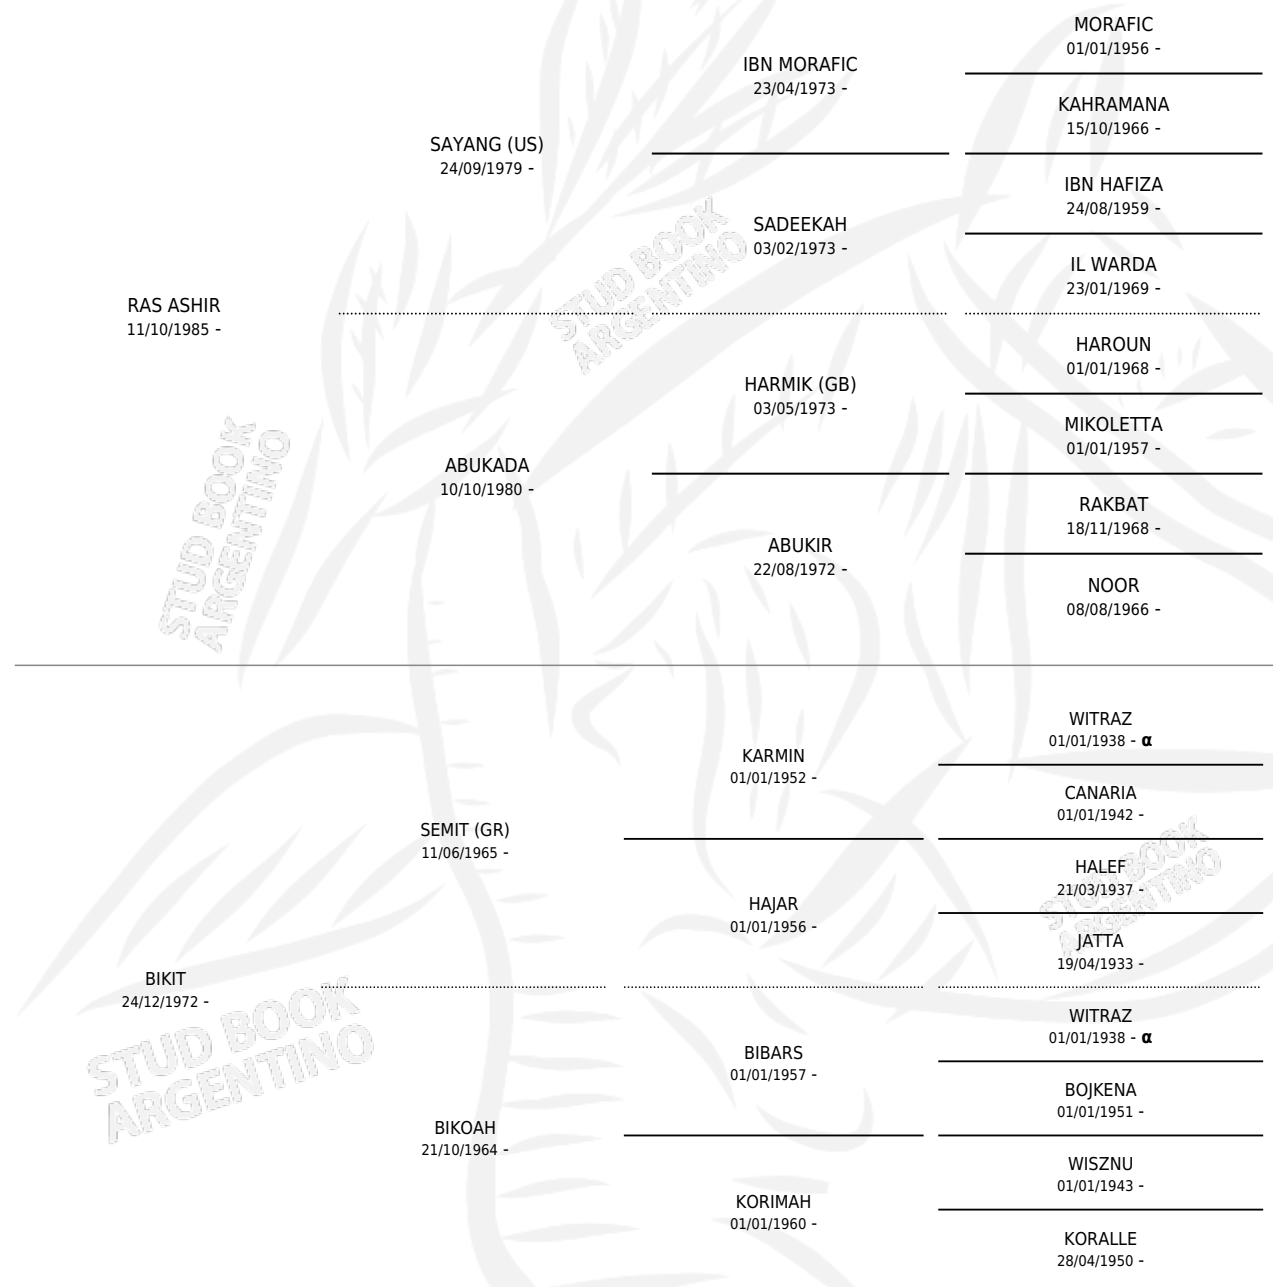 MORAFIC
01/01/1956 -
IBN MORAFIC
23/04/1973 -
KAHRAMANA
15/10/1966 -
SAYANG (US)
24/09/1979 -
IBN HAFIZA
24/08/1959 -
SADEEKAH
03/02/1973 -
IL WARDA
23/01/1969 -
RAS ASHIR
11/10/1985 -
HAROUN
01/01/1968 -
HARMIK (GB)
03/05/1973 -
MIKOLETTA
01/01/1957 -
ABUKADA
10/10/1980 -
RAKBAT
18/11/1968 -
ABUKIR
22/08/1972 -
NOOR
08/08/1966 -
STUD BOOK
ARGENTINO
STUD BOOK
ARGENTINO
WITRAZ
01/01/1938 - α
KARMIN
01/01/1952 -
CANARIA
01/01/1942 -
SEMIT (GR)
11/06/1965 -
HALEF
21/03/1937 -
HAJAR
01/01/1956 -
JATTA
19/04/1933 -
BIKIT
24/12/1972 -
WITRAZ
01/01/1938 - α
BIBARS
01/01/1957 -
BOJKENA
01/01/1951 -
BIKOAH
21/10/1964 -
WISZNU
01/01/1943 -
KORIMAH
01/01/1960 -
KORALLE
28/04/1950 -
STUD BOOK
ARGENTINO
STUD BOOK
ARGENTINO